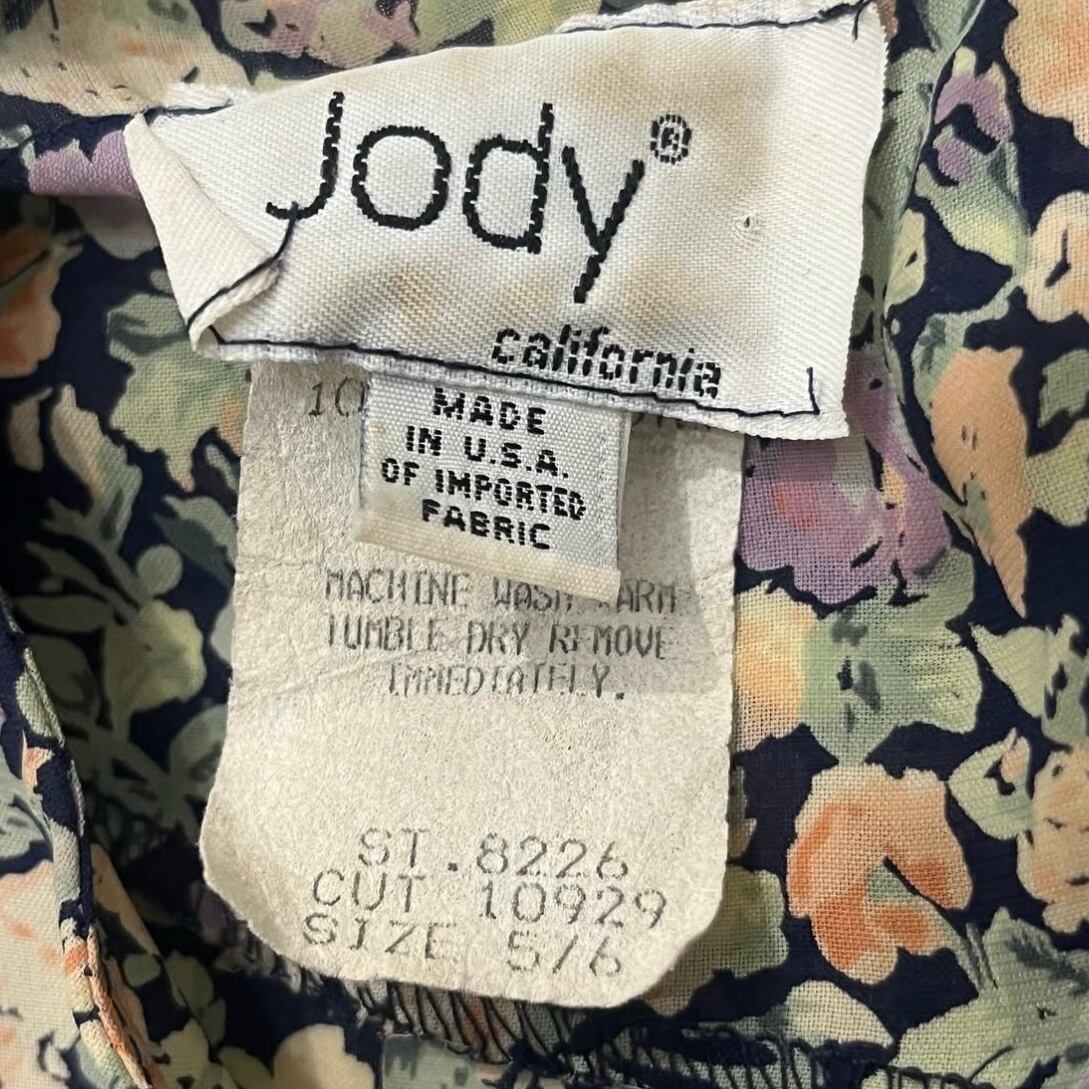 Jody®
california
MADE
IN U.S.A.
OF IMPORTED
FABRIC
MACHINE WASH WARM
TUMBLE DRY REMOVE
IMMEDIATELY.
ST.8226
CUT 10929
SIZE 5/6